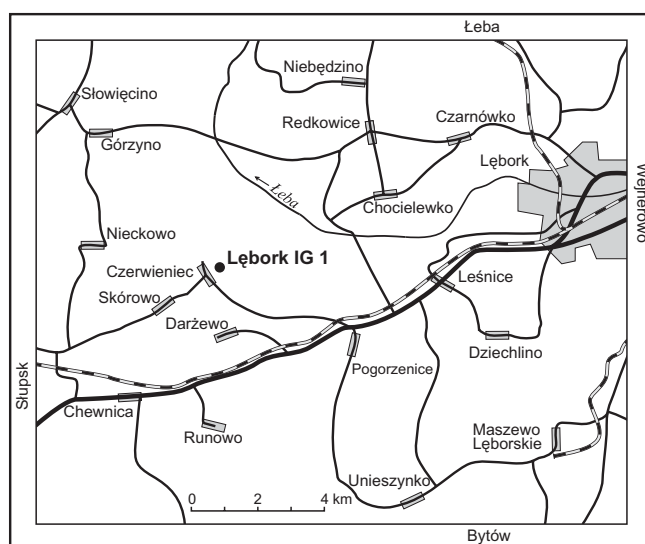 Łeba
Niebędzino
Słowięcino
Redkowice
Czarnówko
Górzyno
Lębork
Wejherowo
Łeba
Chocielewko
Nieckowo
Lębork IG 1
Czerwieniec
Leśnice
Skórowo
Darżewo
Dziechlino
Pogorzenice
Słupsk
Chewnica
Maszewo
Lęborskie
Runowo
Unieszynko
0 2 4 km
Bytów